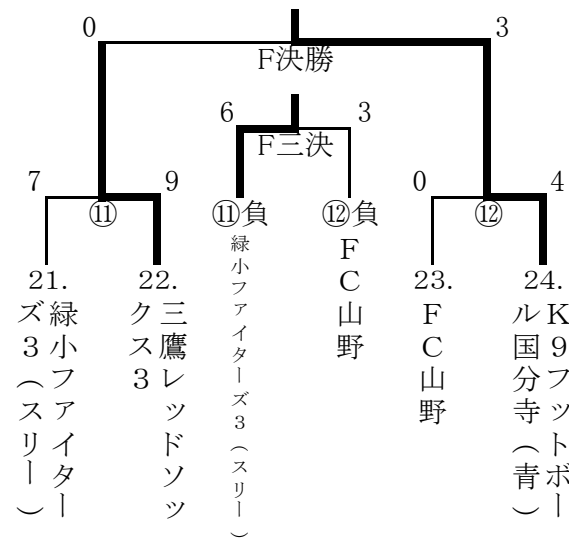 0
3
F決勝
6
3
F三決
7
9
0
4
⑪
⑪負
⑫負
⑫
21.
22.
23.
24.
緑小ファイター
ズ3(スリー)
三鷹レッドソッ
クス3
緑小ファイターズ3(スリー)
FC山野
FC山野
K9フットボー
ル国分寺(青)